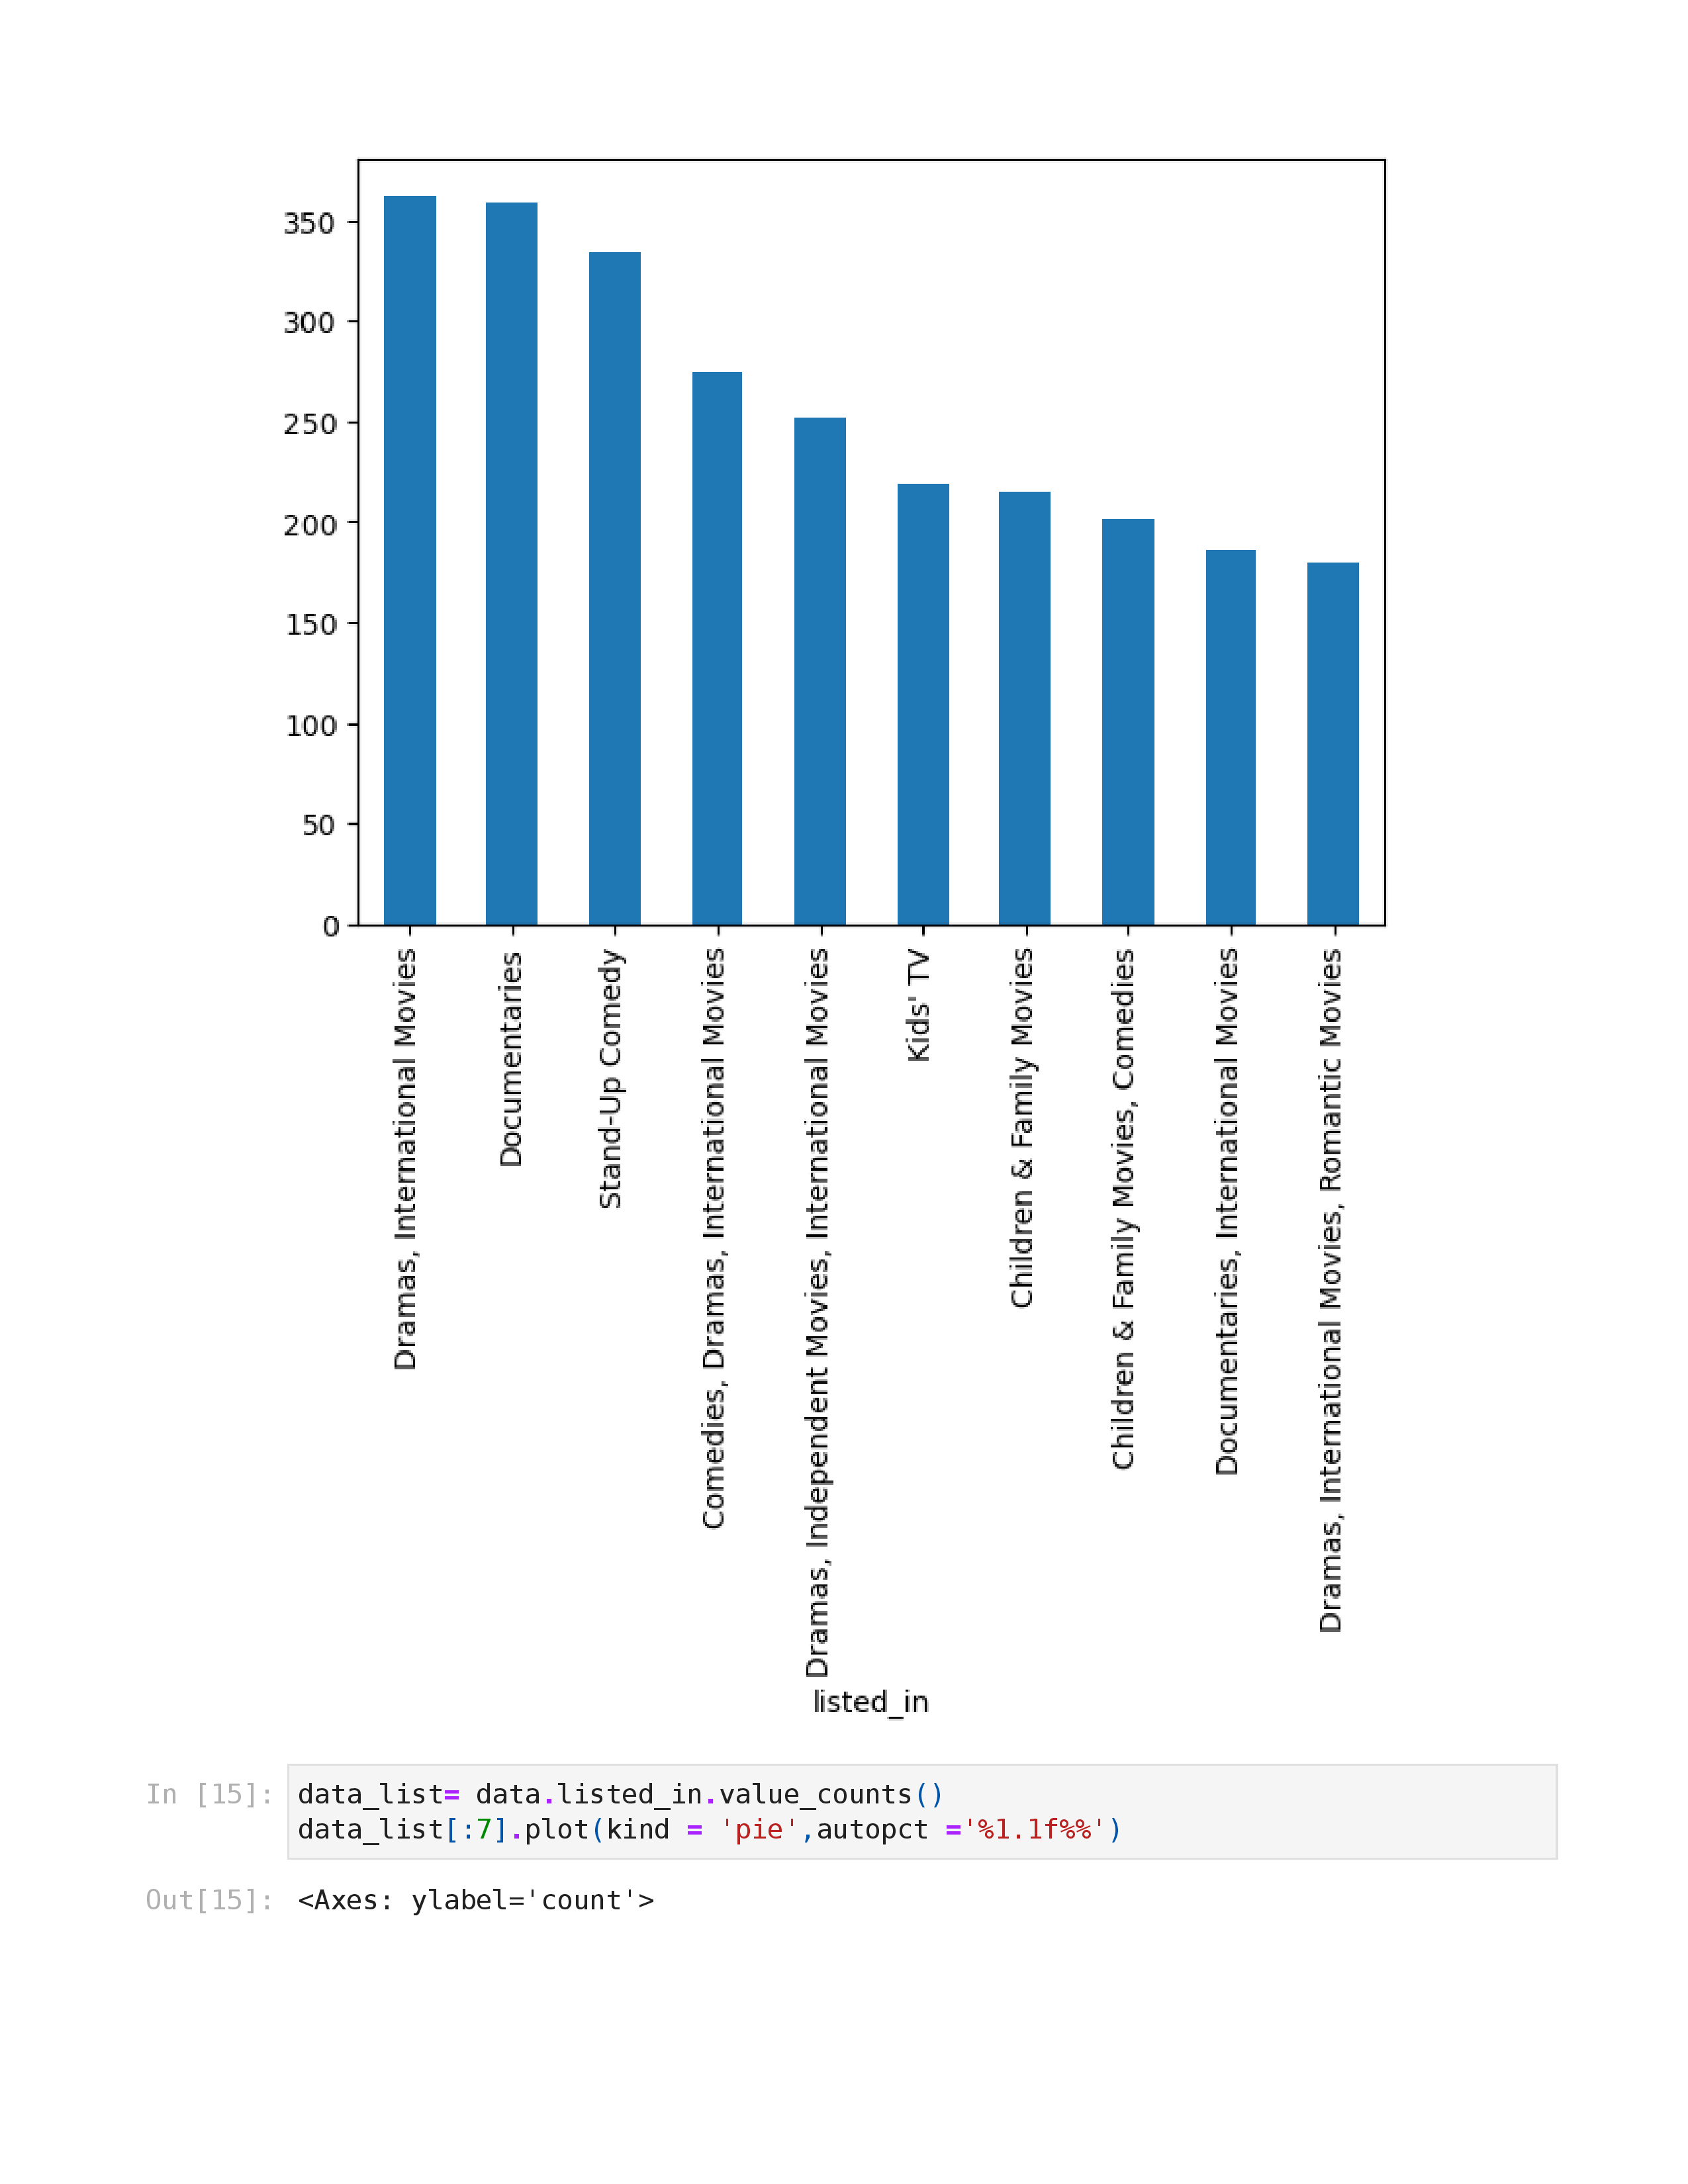 350
300
250
200
150
100
50
0
Dramas, International Movies
Documentaries
Stand-Up Comedy
Comedies, Dramas, International Movies
Dramas, Independent Movies, International Movies
Kids' TV
Children & Family Movies
Children & Family Movies, Comedies
Documentaries, International Movies
Dramas, International Movies, Romantic Movies
listed_in
In [15]: data_list= data.listed_in.value_counts()
data_list[:7].plot(kind = 'pie',autopct ='%1.1f%%')
Out[15]: <Axes: ylabel='count'>